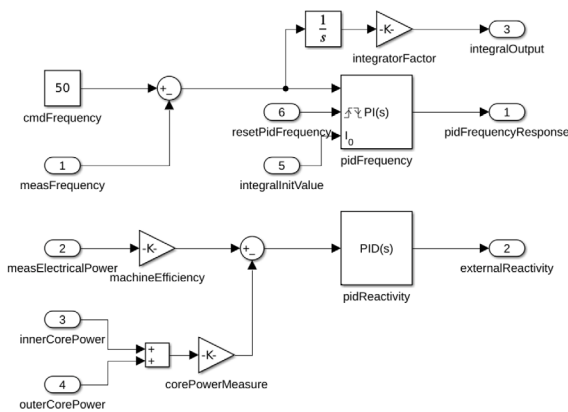 1
s
-K-
3
integratorFactor
integralOutput
50
+
−
cmdFrequency
6
PI(s)
1
resetPidFrequency
pidFrequencyResponse
I0
1
5
pidFrequency
measFrequency
integralInitValue
2
-K-
+
−
PID(s)
2
measElectricalPower
machineEfficiency
externalReactivity
pidReactivity
3
innerCorePower
+
+
-K-
4
corePowerMeasure
outerCorePower